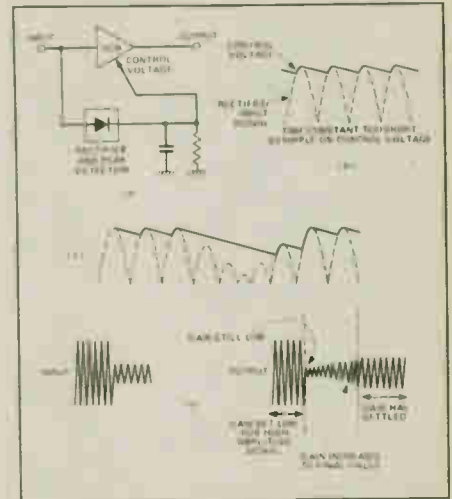 INPUT
OUTPUT
CONTROL
VOLTAGE
RECTIFIER
AND PEAK
DETECTOR
CONTROL
VOLTAGE
RECTIFIED
INPUT
SIGNAL
TIME CONSTANT TOO SHORT
RIPPLE ON CONTROL VOLTAGE
GAIN STILL LOW
INPUT
OUTPUT
GAIN SET LOW
FOR HIGH
AMPLITUDE
SIGNAL
GAIN HAS
SETTLED
GAIN INCREASES
TO FINAL VALUE